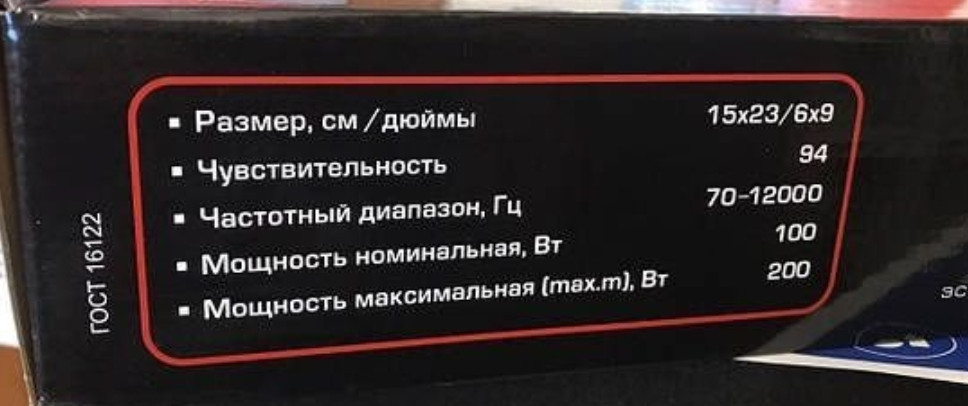 ▪ Размер, см /дюймы 15x23/6x9
▪ Чувствительность 94
▪ Частотный диапазон, Гц 70-12000
▪ Мощность номинальная, Вт 100
▪ Мощность максимальная (max.m), Вт 200
ГОСТ 16122